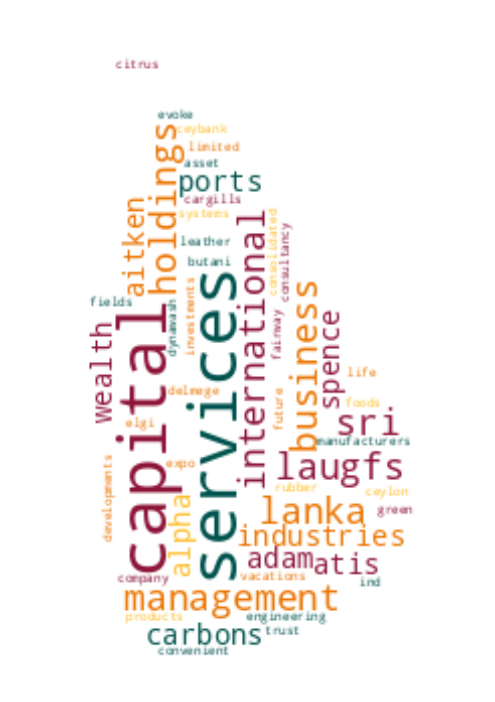 citrus
evoke
ceybank
limited
asset
ports
cargills
systems
holdings
aitken
leather
butani
international
consolidated
consultancy
fields
dynawash
investments
services
capital
Wealth
fairway
business
spence
life
delmege
future
foods
elgi
sri
manufacturers
expo
laugfs
developments
alpha
rubber
ceylon
lanka
green
industries
adam
atis
company
vacations
ind
management
products
engineering
carbons
trust
convenient